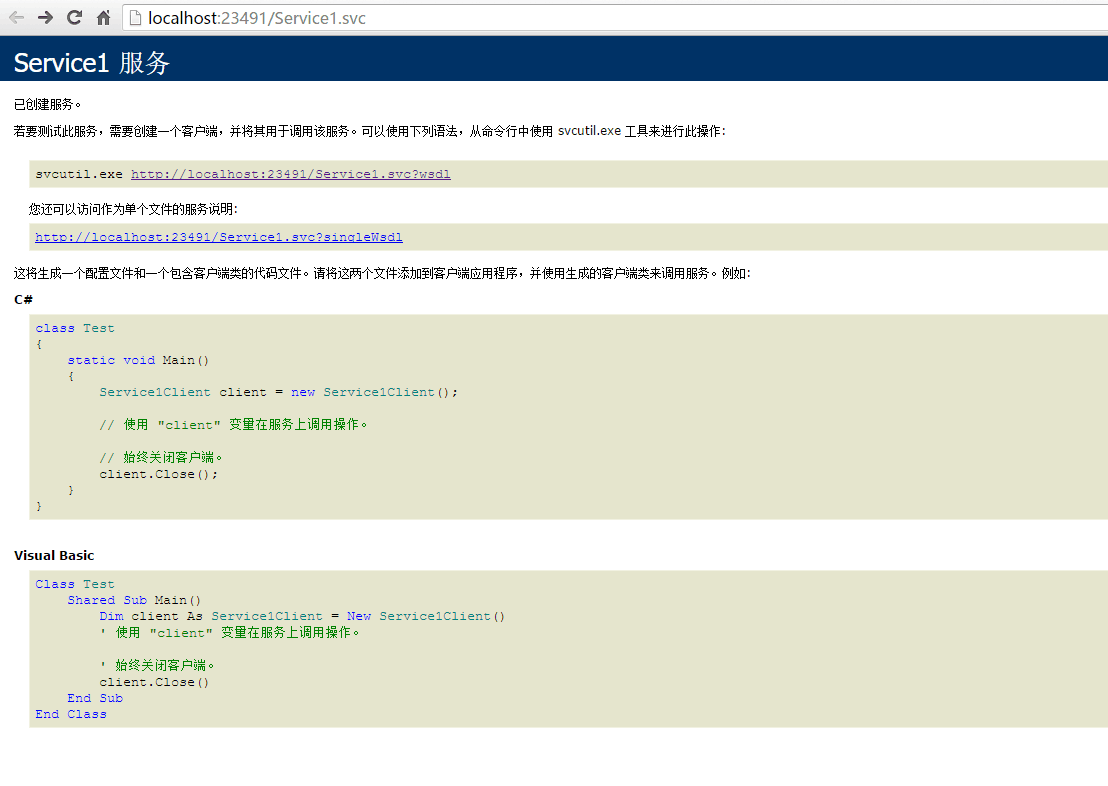 localhost:23491/Service1.svc
Service1 服务
已创建服务。
若要测试此服务，需要创建一个客户端，并将其用于调用该服务。可以使用下列语法，从命令行中使用 svcutil.exe 工具来进行此操作:
svcutil.exe http://localhost:23491/Service1.svc?wsdl
您还可以访问作为单个文件的服务说明:
http://localhost:23491/Service1.svc?singleWsdl
这将生成一个配置文件和一个包含客户端类的代码文件。请将这两个文件添加到客户端应用程序，并使用生成的客户端类来调用服务。例如:
C#
class Test
{
    static void Main()
    {
        Service1Client client = new Service1Client();
        // 使用 "client" 变量在服务上调用操作。
        // 始终关闭客户端。
        client.Close();
    }
}
Visual Basic
Class Test
    Shared Sub Main()
        Dim client As Service1Client = New Service1Client()
        ' 使用 "client" 变量在服务上调用操作。
        ' 始终关闭客户端。
        client.Close()
    End Sub
End Class